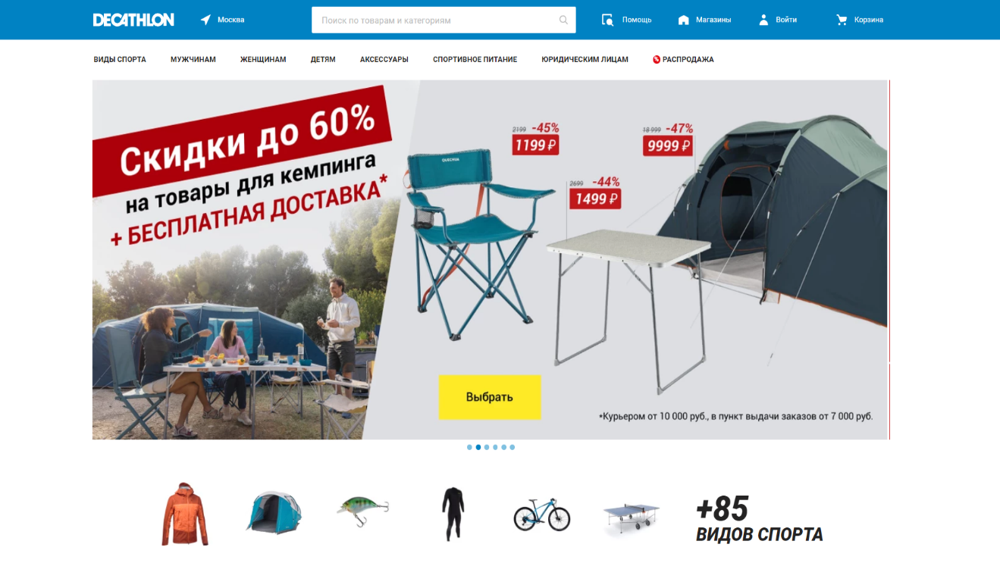 DECATHLON
Москва
Поиск по товарам и категориям
Помощь
Магазины
Войти
Корзина
ВИДЫ СПОРТА
МУЖЧИНАМ
ЖЕНЩИНАМ
ДЕТЯМ
АКСЕССУАРЫ
СПОРТИВНОЕ ПИТАНИЕ
ЮРИДИЧЕСКИМ ЛИЦАМ
% РАСПРОДАЖА
Скидки до 60%
на товары для кемпинга
+ БЕСПЛАТНАЯ ДОСТАВКА*
2199 -45%
1199 ₽
18 999 -47%
9999 ₽
2699 -44%
1499 ₽
QUECHUA
Выбрать
*Курьером от 10 000 руб., в пункт выдачи заказов от 7 000 руб.
+85
ВИДОВ СПОРТА